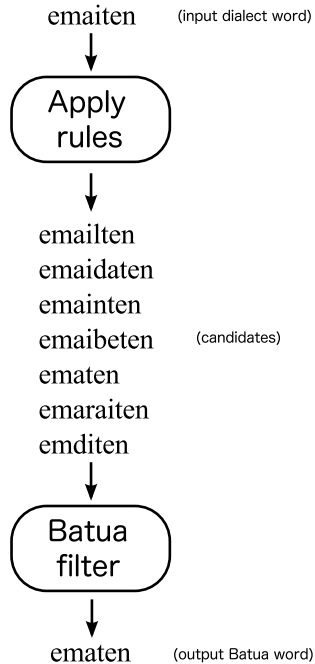 emaiten (input dialect word)
Apply
rules
emailten
emaidaten
emainten
emaibeten (candidates)
ematen
emaraiten
emditen
Batua
filter
ematen (output Batua word)